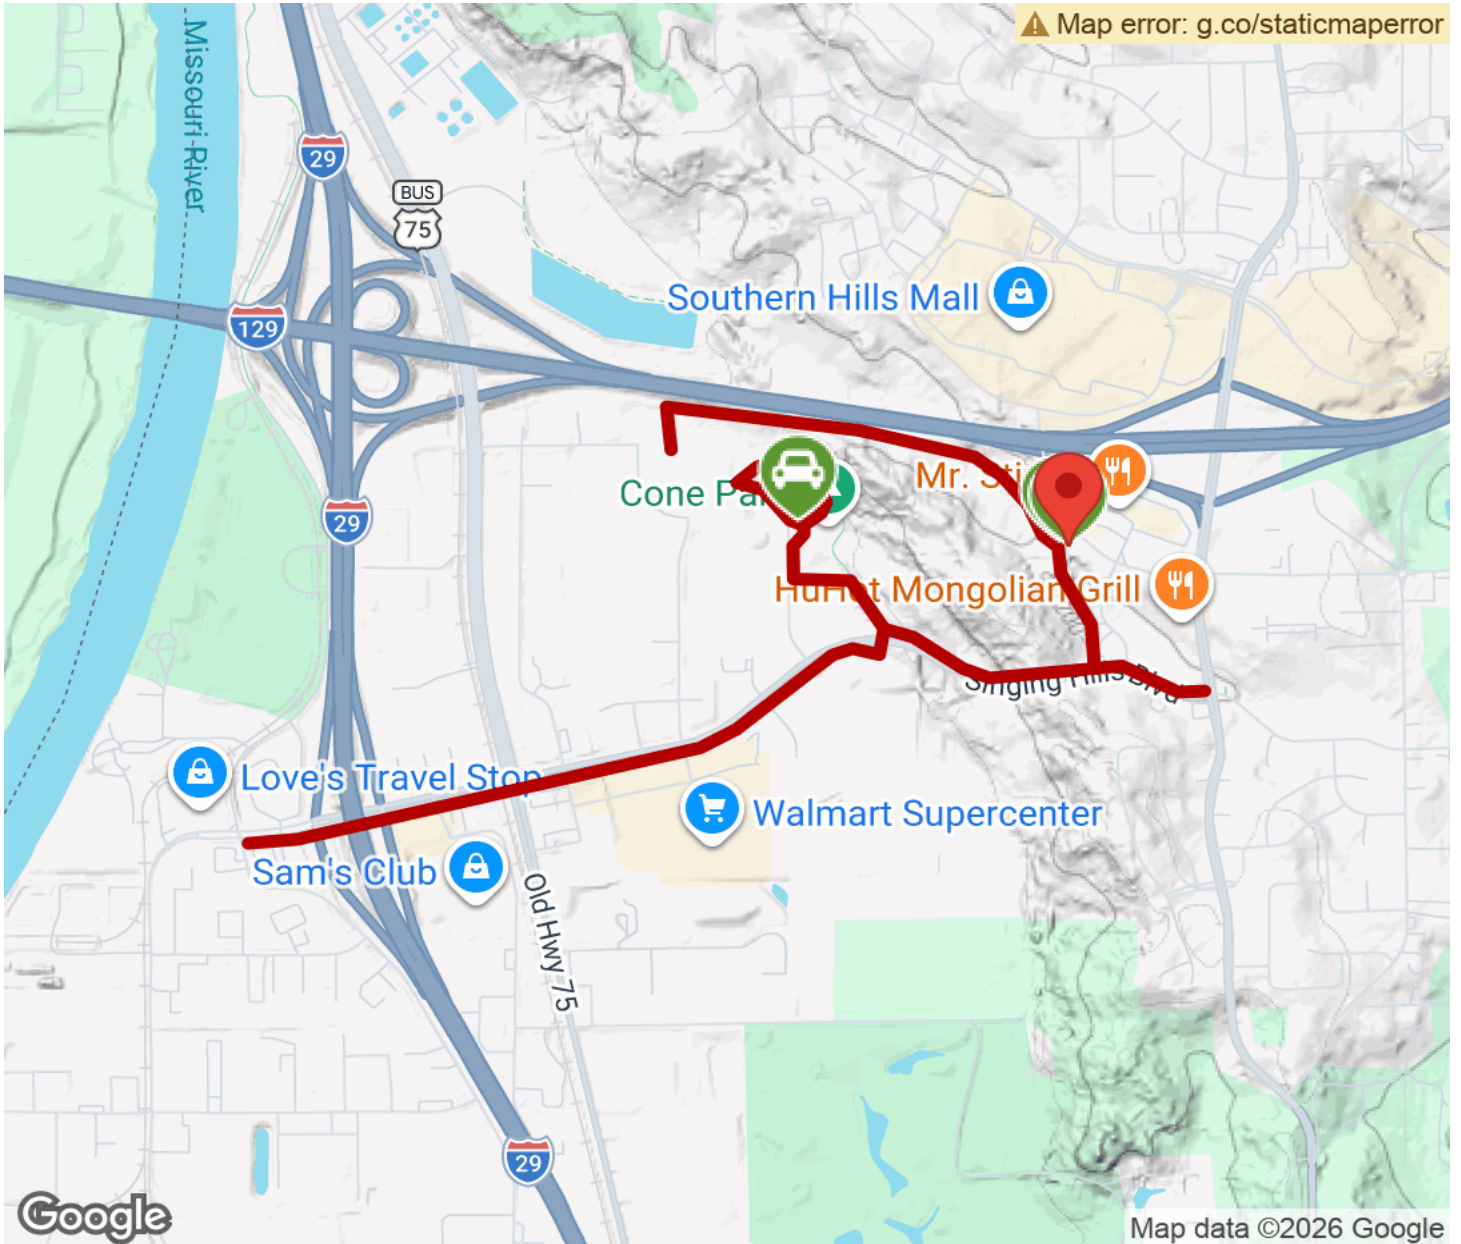 Map error: g.co/staticmaperror
Missouri River
29
BUS
75
129
Southern Hills Mall
29
Mr. Sti
Cone Pa
HuHot Mongolian Grill
Singing Hills Blvd
Love's Travel Stop
Walmart Supercenter
Sam's Club
Old Hwy 75
29
Google
Map data ©2026 Google